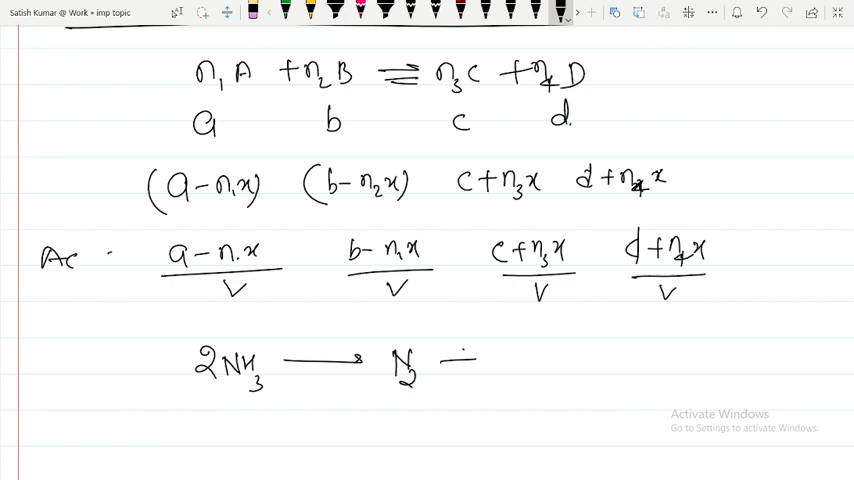 Satish Kumar @ Work » imp topic
n₁A + n₂B ⇌ n₃C + n₄D
a b c d.
(a – n₁x) (b – n₂x) c + n₃x d + n₄x
Ac - a – n.x / V b – n₁x / V c + n₃x / V d + n₄x / V
2NH₃ ⟶ N₂ ÷
Activate Windows
Go to Settings to activate Windows.